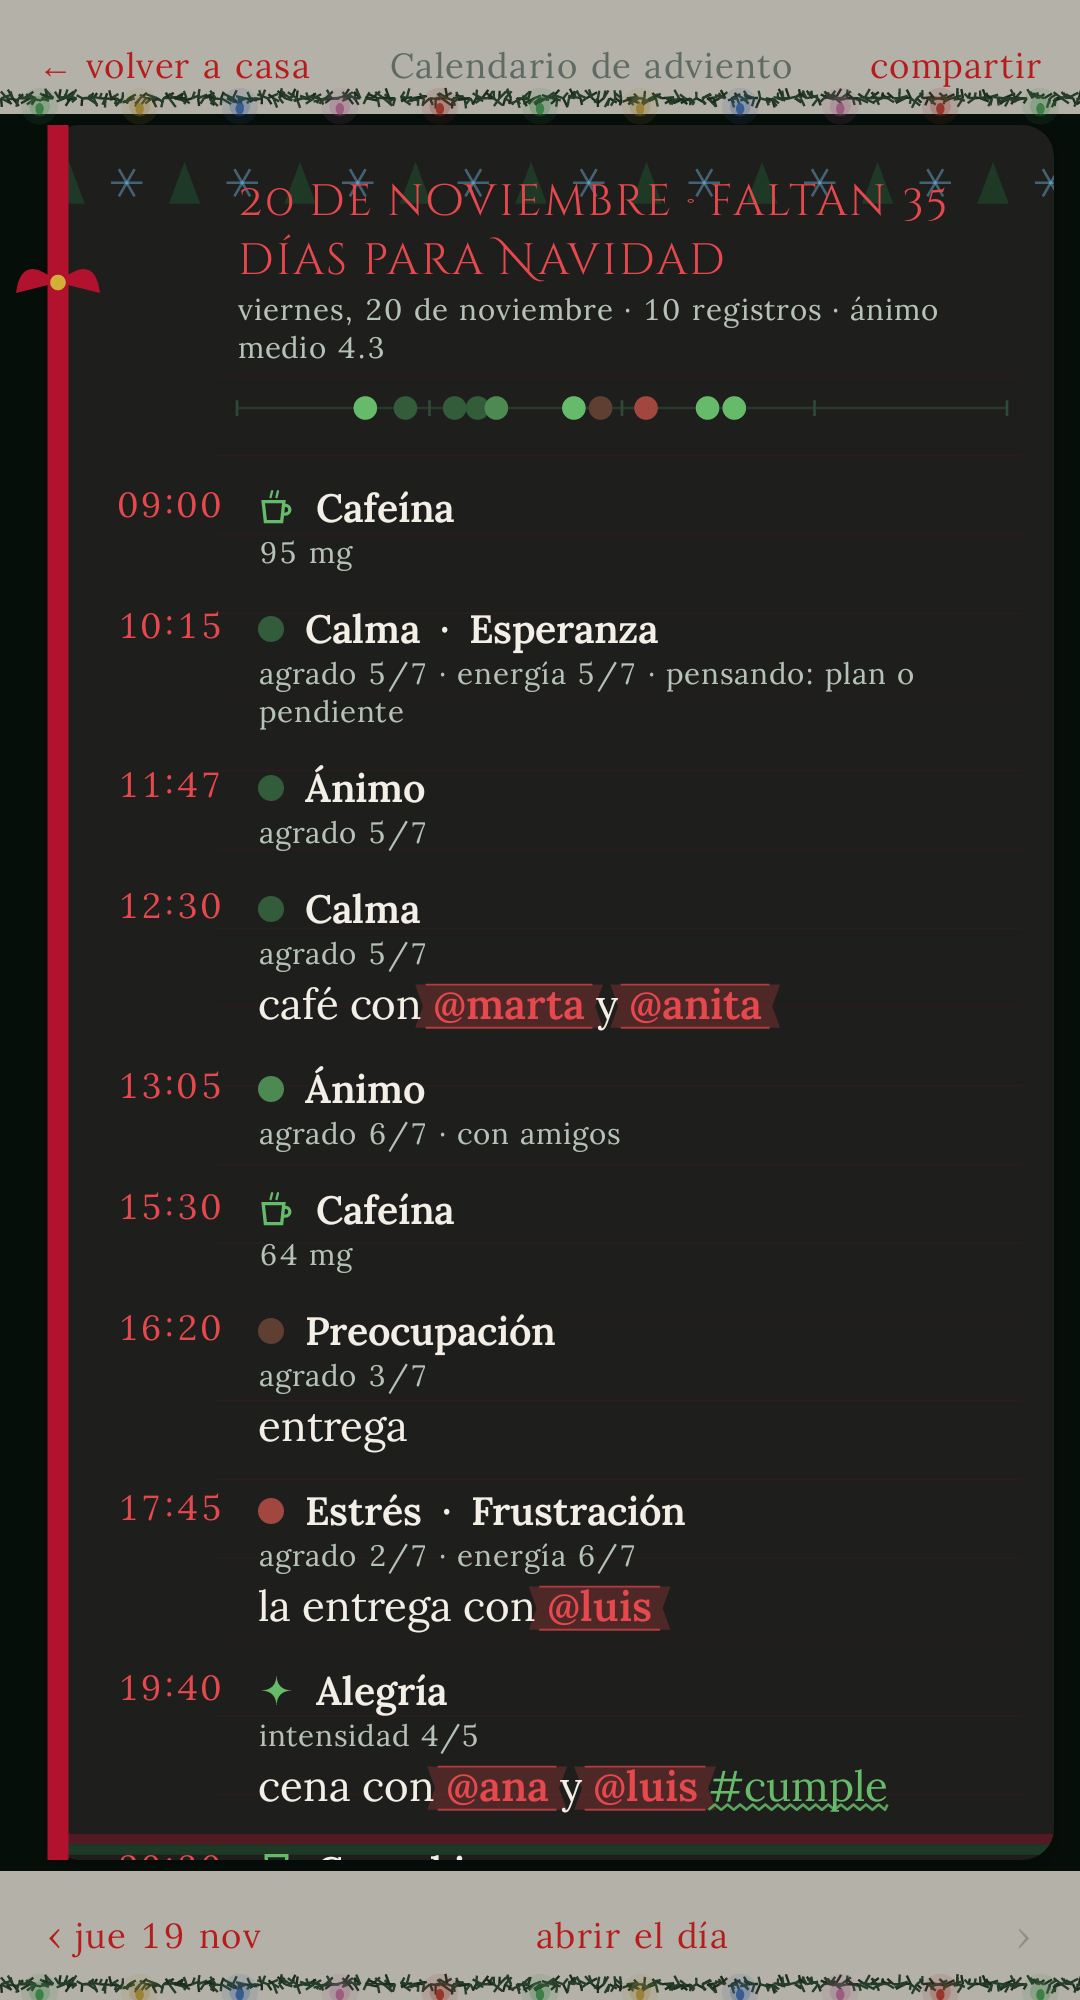 ← volver a casa
Calendario de adviento
compartir
20 DE NOVIEMBRE · FALTAN 35
DÍAS PARA NAVIDAD
viernes, 20 de noviembre · 10 registros · ánimo
medio 4.3
09:00 Cafeína
95 mg
10:15 Calma · Esperanza
agrado 5/7 · energía 5/7 · pensando: plan o
pendiente
11:47 Ánimo
agrado 5/7
12:30 Calma
agrado 5/7
café con @marta y @anita
13:05 Ánimo
agrado 6/7 · con amigos
15:30 Cafeína
64 mg
16:20 Preocupación
agrado 3/7
entrega
17:45 Estrés · Frustración
agrado 2/7 · energía 6/7
la entrega con @luis
19:40 Alegría
intensidad 4/5
cena con @ana y @luis #cumple
‹ jue 19 nov
abrir el día
›